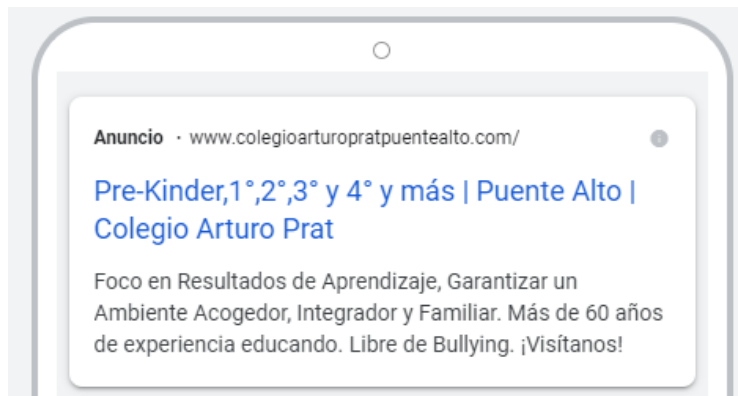 Anuncio · www.colegioarturopratpuentealto.com/
Pre-Kinder,1°,2°,3° y 4° y más | Puente Alto |
Colegio Arturo Prat
Foco en Resultados de Aprendizaje, Garantizar un
Ambiente Acogedor, Integrador y Familiar. Más de 60 años
de experiencia educando. Libre de Bullying. ¡Visítanos!